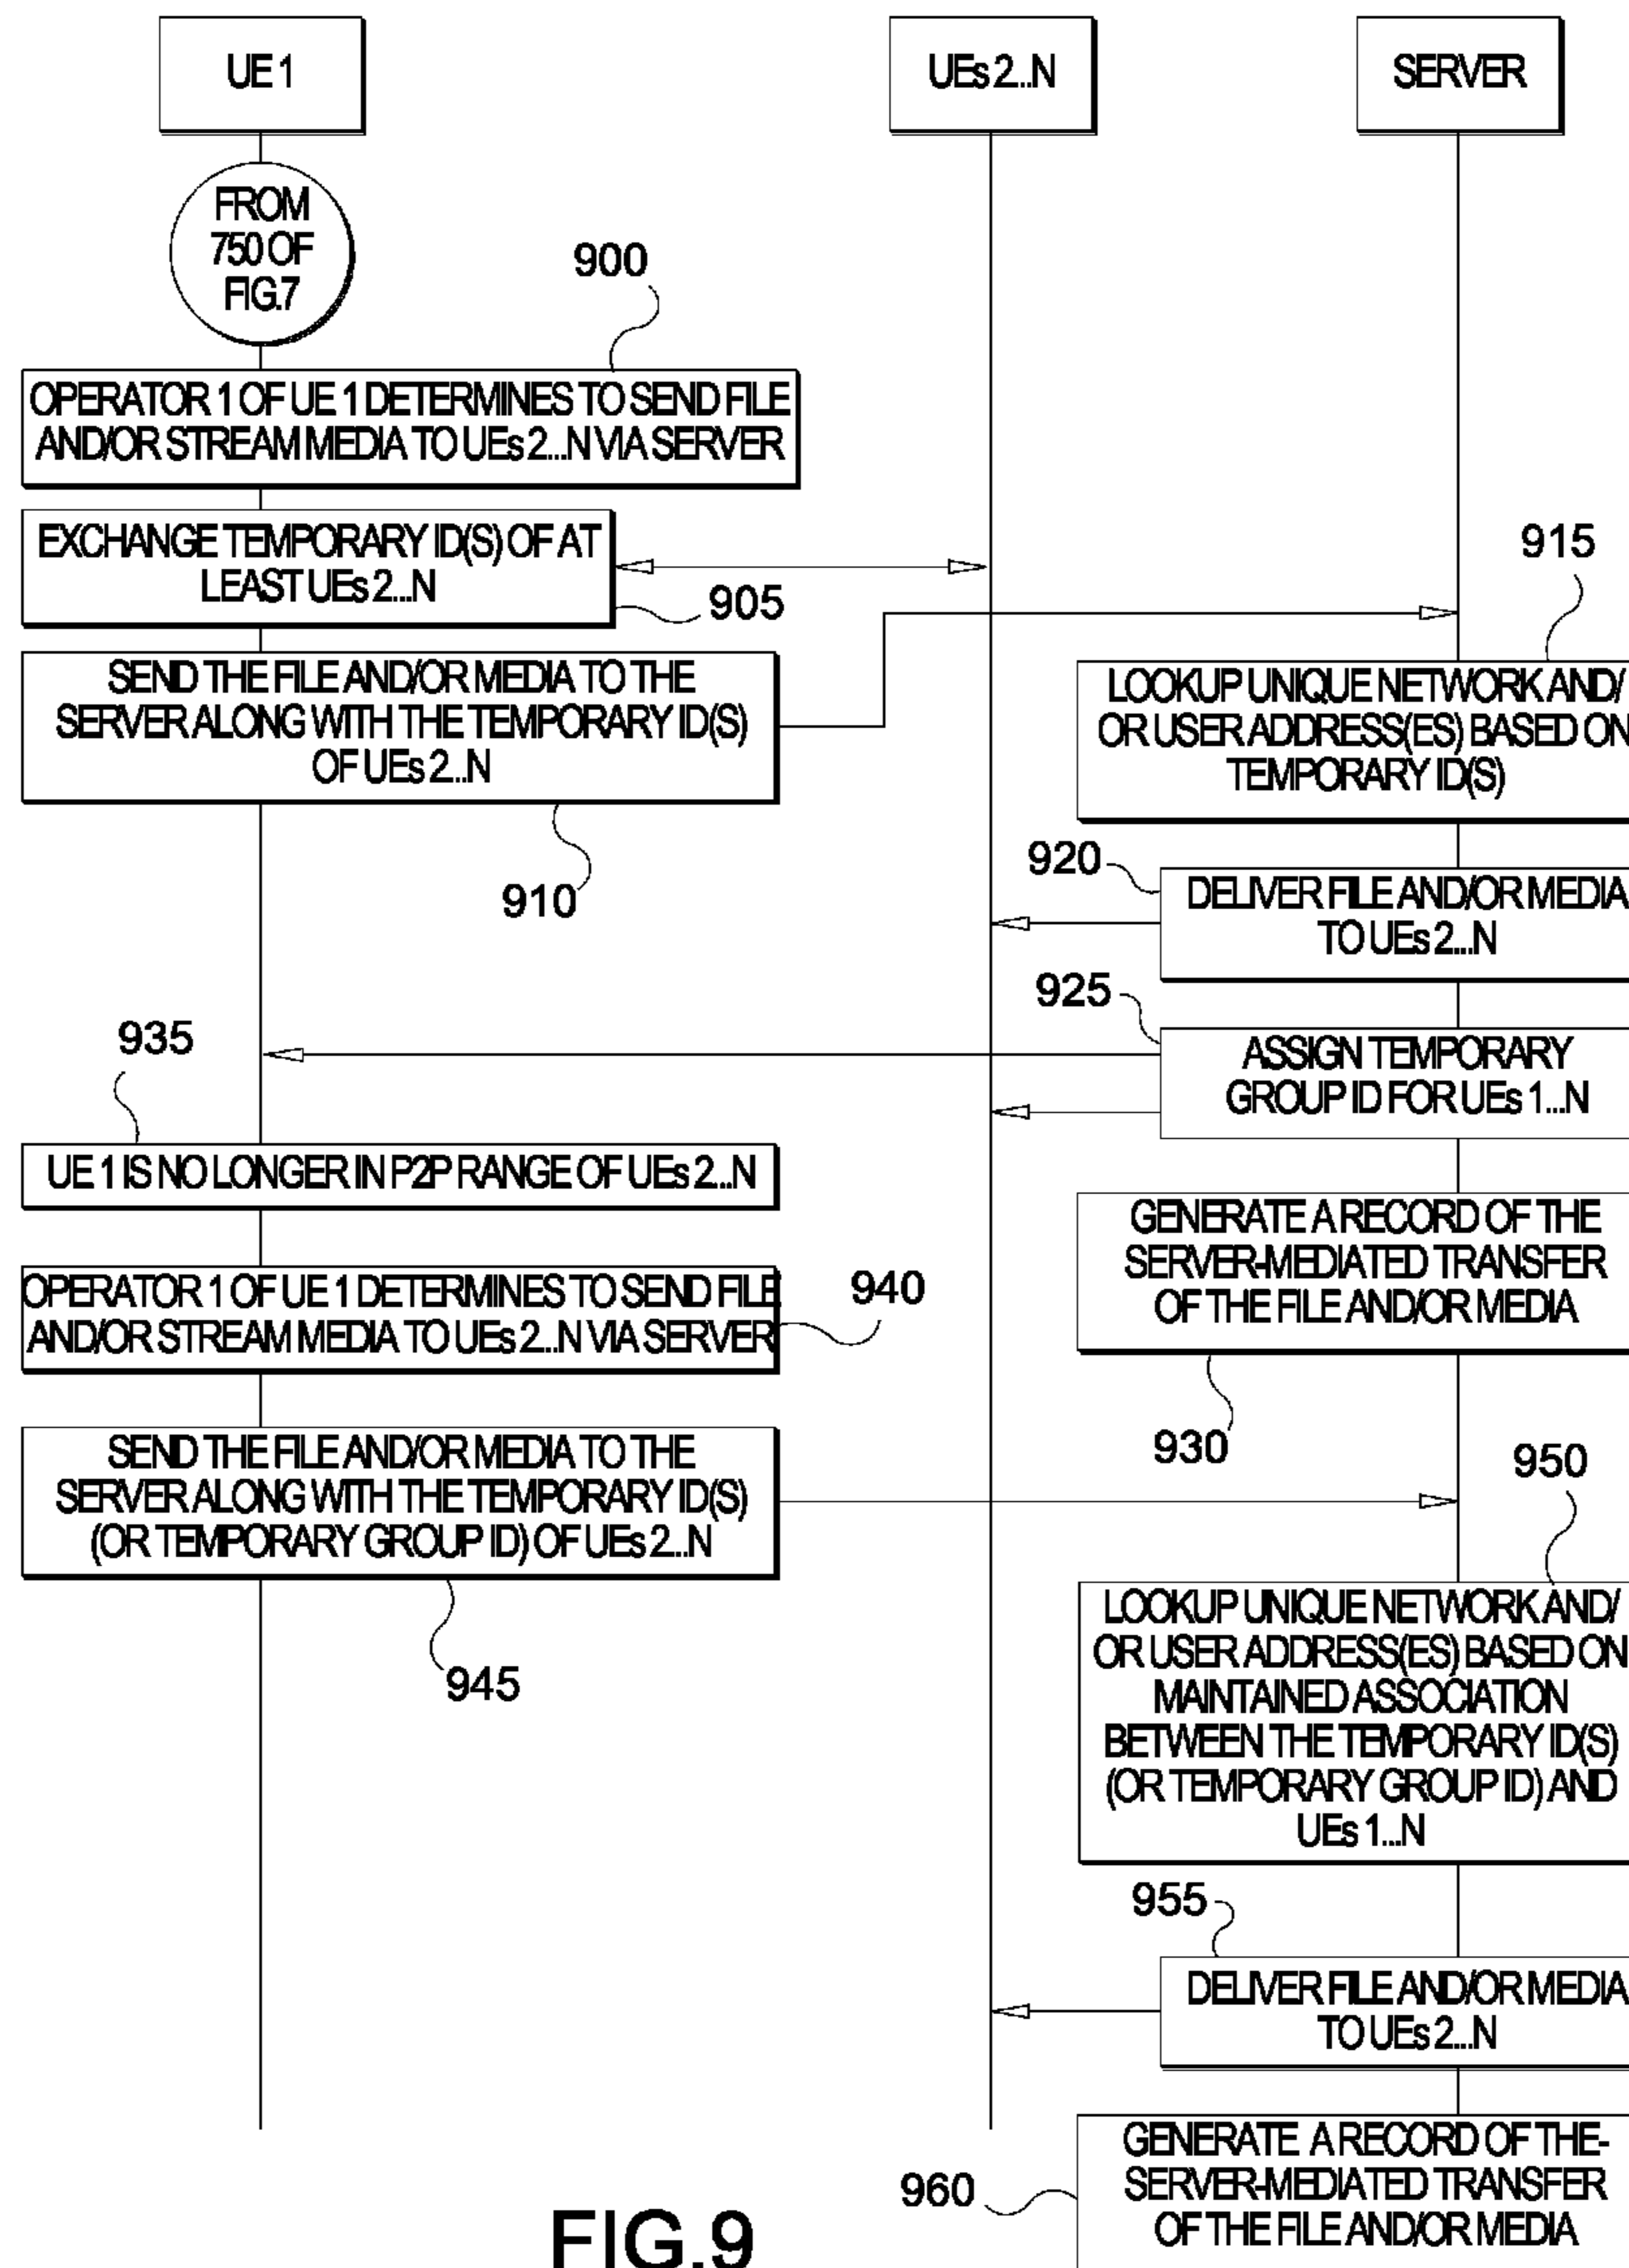 UE 1
UEs 2...N
SERVER
FROM
750 OF
FIG.7
900
OPERATOR 1 OF UE 1 DETERMINES TO SEND FILE
AND/OR STREAM MEDIA TO UEs 2...N VIA SERVER
EXCHANGE TEMPORARY ID(S) OF AT
LEAST UEs 2...N
905
915
SEND THE FILE AND/OR MEDIA TO THE
SERVER ALONG WITH THE TEMPORARY ID(S)
OF UEs 2...N
910
LOOKUP UNIQUE NETWORK AND/
OR USER ADDRESS(ES) BASED ON
TEMPORARY ID(S)
920
DELIVER FILE AND/OR MEDIA
TO UEs 2...N
925
ASSIGN TEMPORARY
GROUP ID FOR UEs 1...N
935
UE 1 IS NO LONGER IN P2P RANGE OF UEs 2...N
GENERATE A RECORD OF THE
SERVER-MEDIATED TRANSFER
OF THE FILE AND/OR MEDIA
930
OPERATOR 1 OF UE 1 DETERMINES TO SEND FILE
AND/OR STREAM MEDIA TO UEs 2...N VIA SERVER
940
SEND THE FILE AND/OR MEDIA TO THE
SERVER ALONG WITH THE TEMPORARY ID(S)
(OR TEMPORARY GROUP ID) OF UEs 2...N
945
950
LOOKUP UNIQUE NETWORK AND/
OR USER ADDRESS(ES) BASED ON
MAINTAINED ASSOCIATION
BETWEEN THE TEMPORARY ID(S)
(OR TEMPORARY GROUP ID) AND
UEs 1...N
955
DELIVER FILE AND/OR MEDIA
TO UEs 2...N
960
GENERATE A RECORD OF THE-
SERVER-MEDIATED TRANSFER
OF THE FILE AND/OR MEDIA
FIG.9